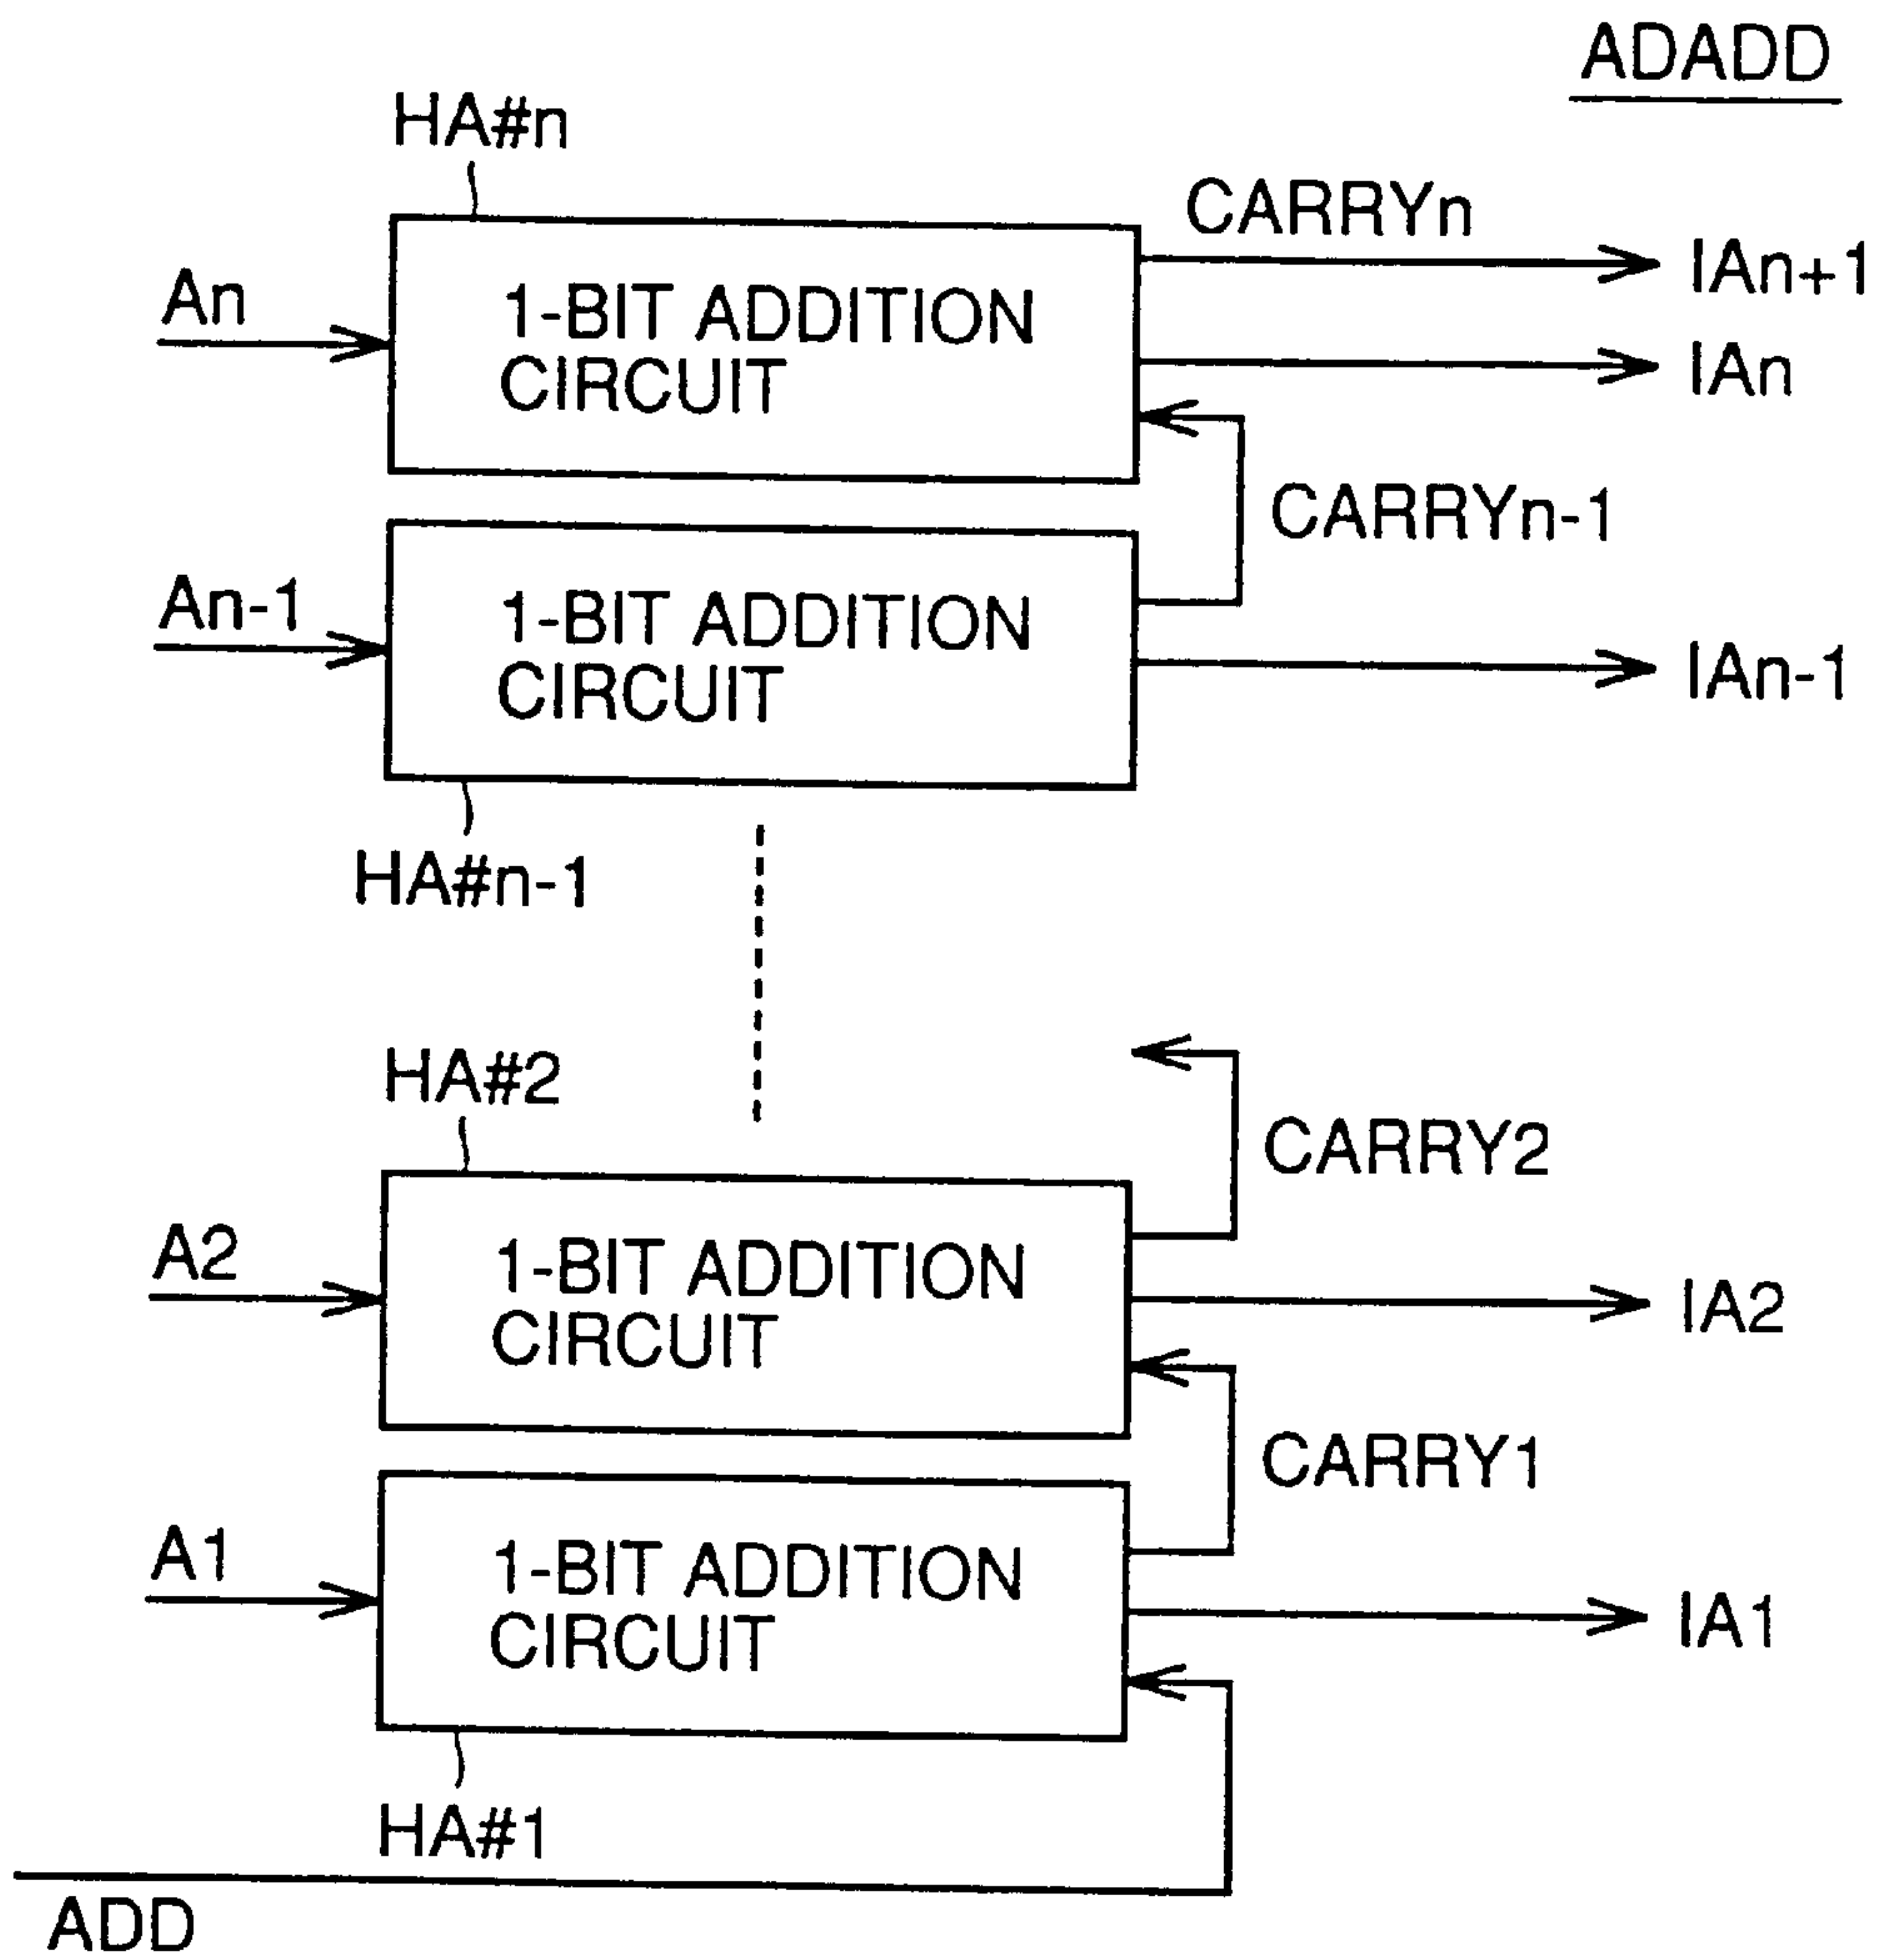 ADADD
HA#n
CARRYn
IAn+1
An
1-BIT ADDITION
CIRCUIT
IAn
CARRYn-1
An-1
1-BIT ADDITION
CIRCUIT
IAn-1
HA#n-1
HA#2
CARRY2
A2
1-BIT ADDITION
CIRCUIT
IA2
CARRY1
A1
1-BIT ADDITION
CIRCUIT
IA1
HA#1
ADD